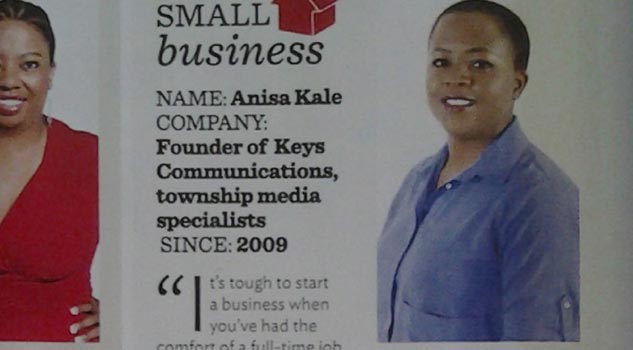 SMALL
business
NAME: Anisa Kale
COMPANY:
Founder of Keys
Communications,
township media
specialists
SINCE: 2009
“It’s tough to start
a business when
you’ve had the
comfort of a full-time job